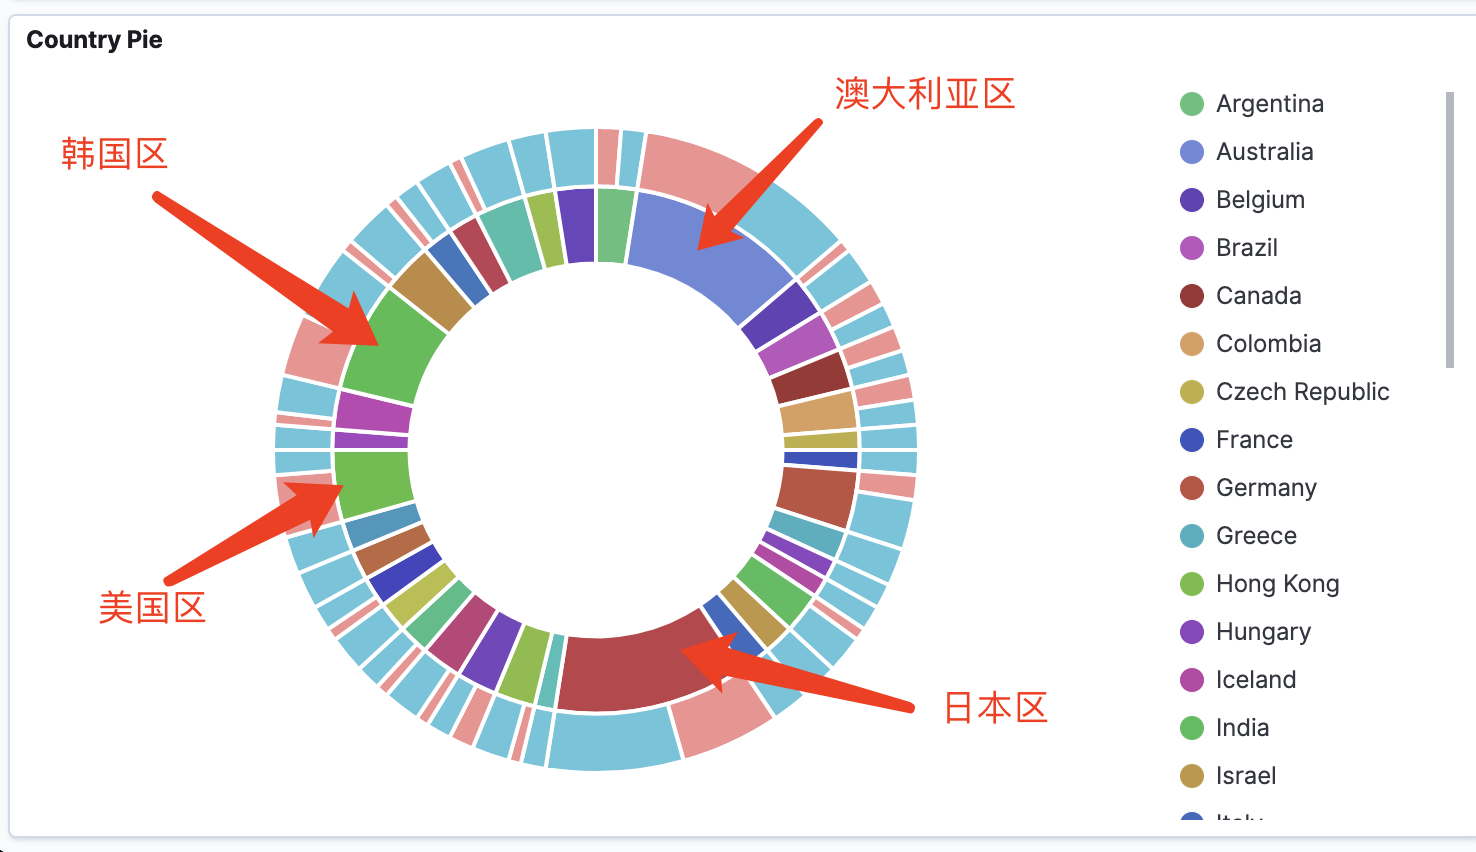 Country Pie
澳大利亚区
韩国区
美国区
日本区
Argentina
Australia
Belgium
Brazil
Canada
Colombia
Czech Republic
France
Germany
Greece
Hong Kong
Hungary
Iceland
India
Israel
Italy